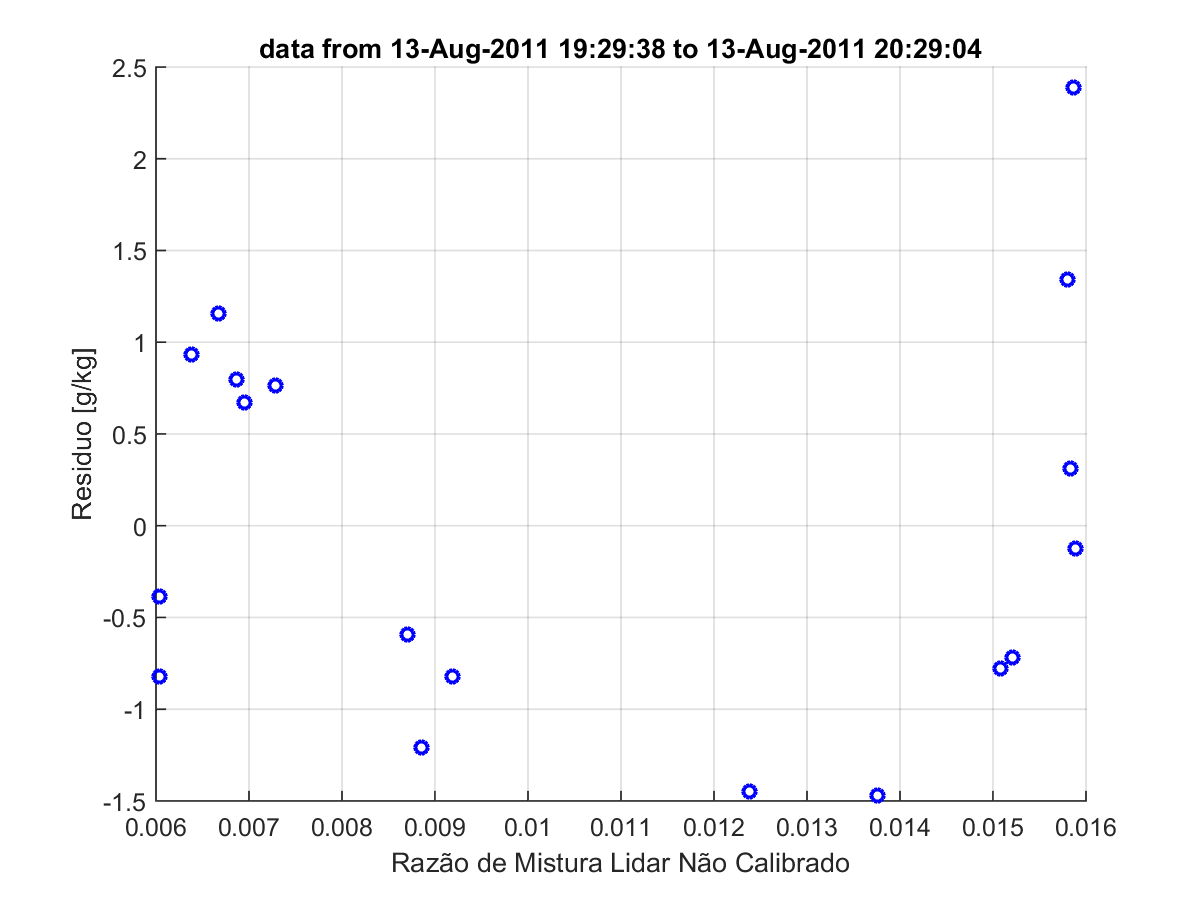 data from 13-Aug-2011 19:29:38 to 13-Aug-2011 20:29:04
2.5
2
1.5
1
0.5
0
-0.5
-1
-1.5
Residuo [g/kg]
0.006 0.007 0.008 0.009 0.01 0.011 0.012 0.013 0.014 0.015 0.016
Razão de Mistura Lidar Não Calibrado